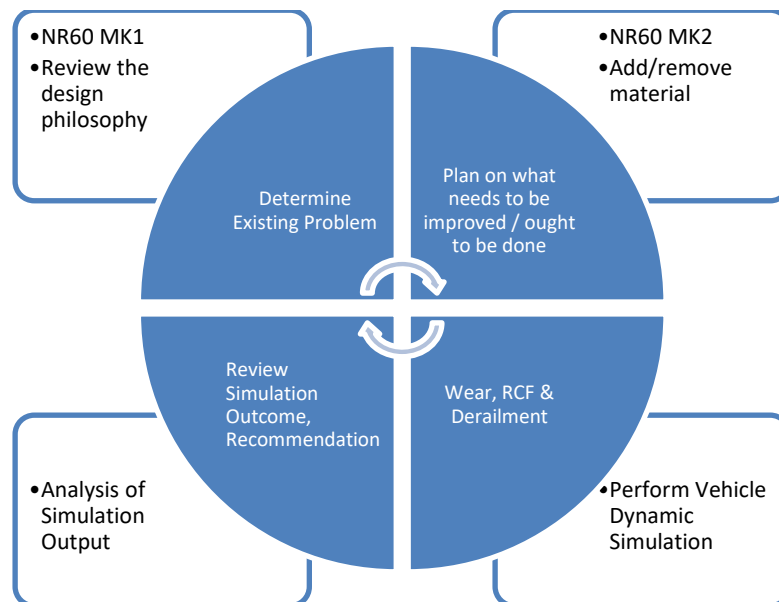 •NR60 MK1
•Review the
design
philosophy
•NR60 MK2
•Add/remove
material
Determine
Existing Problem
Plan on what
needs to be
improved / ought
to be done
Review
Simulation
Outcome,
Recommendation
Wear, RCF &
Derailment
•Analysis of
Simulation
Output
•Perform Vehicle
Dynamic
Simulation